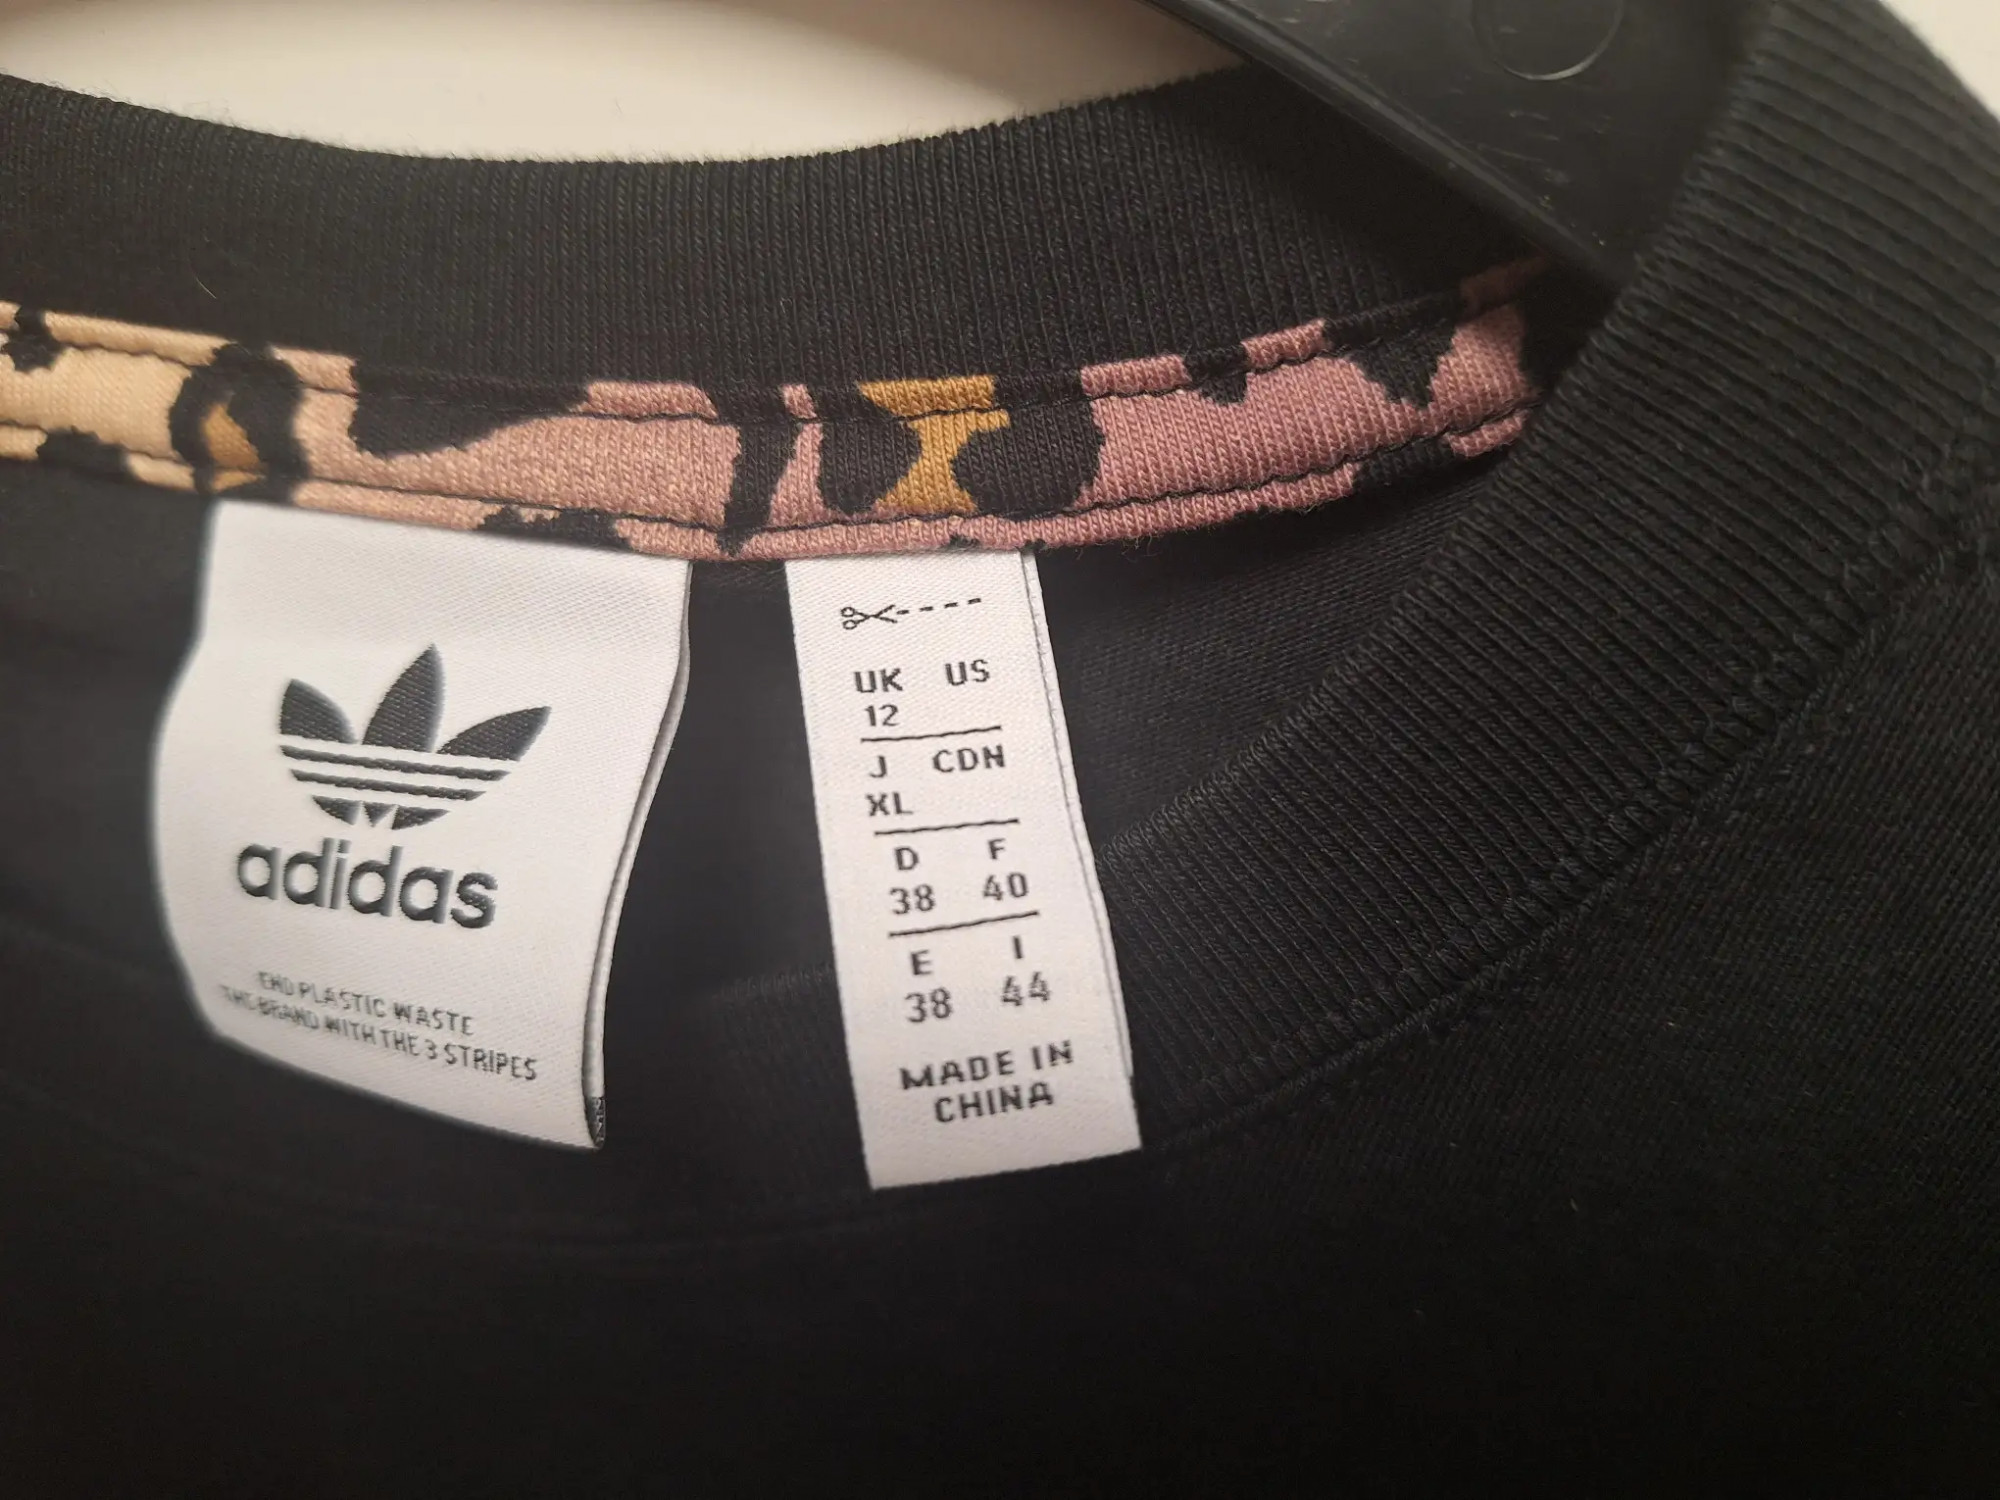 adidas
END PLASTIC WASTE
THE BRAND WITH THE 3 STRIPES
UK US
12
J CDN
XL
D F
38 40
E I
38 44
MADE IN
CHINA